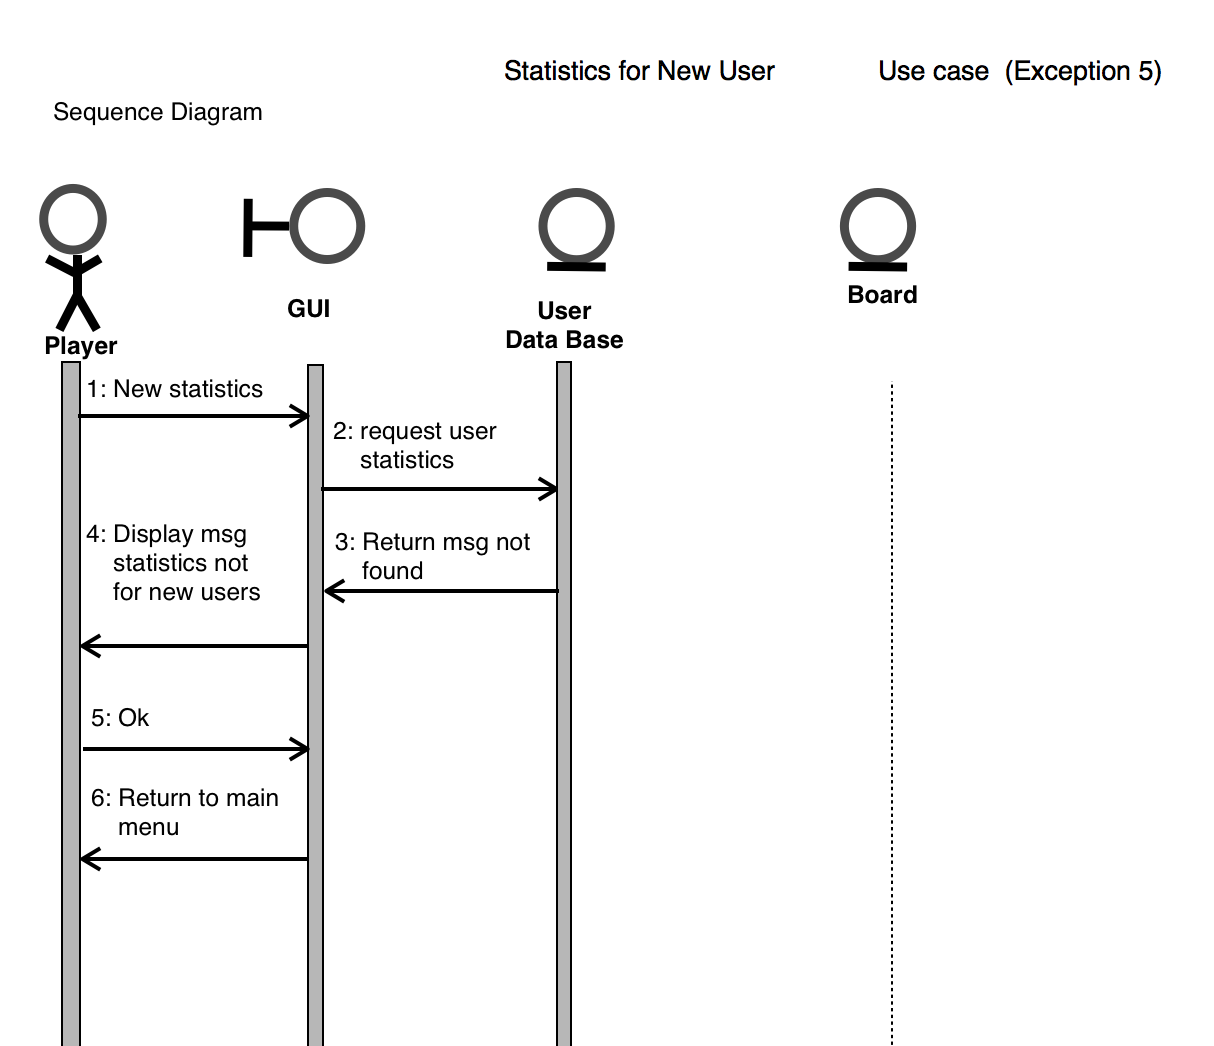 Statistics for New User
Use case (Exception 5)
Sequence Diagram
Player
GUI
User
Data Base
Board
1: New statistics
2: request user
statistics
3: Return msg not
found
4: Display msg
statistics not
for new users
5: Ok
6: Return to main
menu